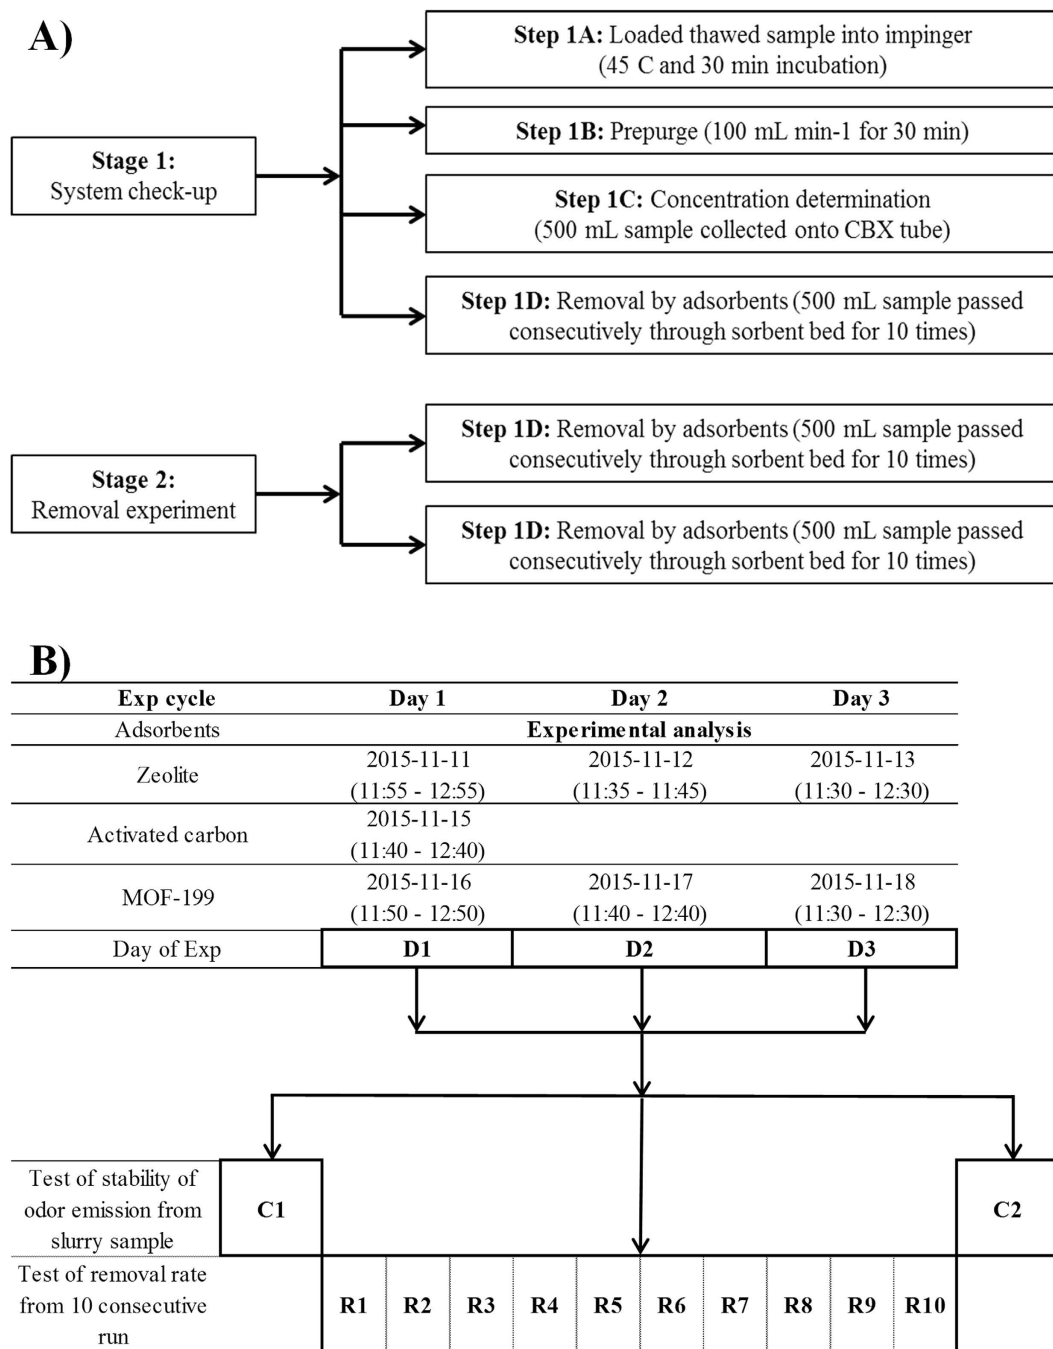 A)
Stage 1:
System check-up
Step 1A: Loaded thawed sample into impinger
(45 C and 30 min incubation)
Step 1B: Prepurge (100 mL min-1 for 30 min)
Step 1C: Concentration determination
(500 mL sample collected onto CBX tube)
Step 1D: Removal by adsorbents (500 mL sample passed
consecutively through sorbent bed for 10 times)
Stage 2:
Removal experiment
Step 1D: Removal by adsorbents (500 mL sample passed
consecutively through sorbent bed for 10 times)
Step 1D: Removal by adsorbents (500 mL sample passed
consecutively through sorbent bed for 10 times)
B)
Exp cycle Day 1 Day 2 Day 3
Adsorbents Experimental analysis
Zeolite
2015-11-11 2015-11-12 2015-11-13
(11:55 - 12:55) (11:35 - 11:45) (11:30 - 12:30)
Activated carbon
2015-11-15
(11:40 - 12:40)
MOF-199
2015-11-16 2015-11-17 2015-11-18
(11:50 - 12:50) (11:40 - 12:40) (11:30 - 12:30)
Day of Exp D1 D2 D3
Test of stability of
odor emission from
slurry sample
C1 C2
Test of removal rate
from 10 consecutive
run
R1 R2 R3 R4 R5 R6 R7 R8 R9 R10